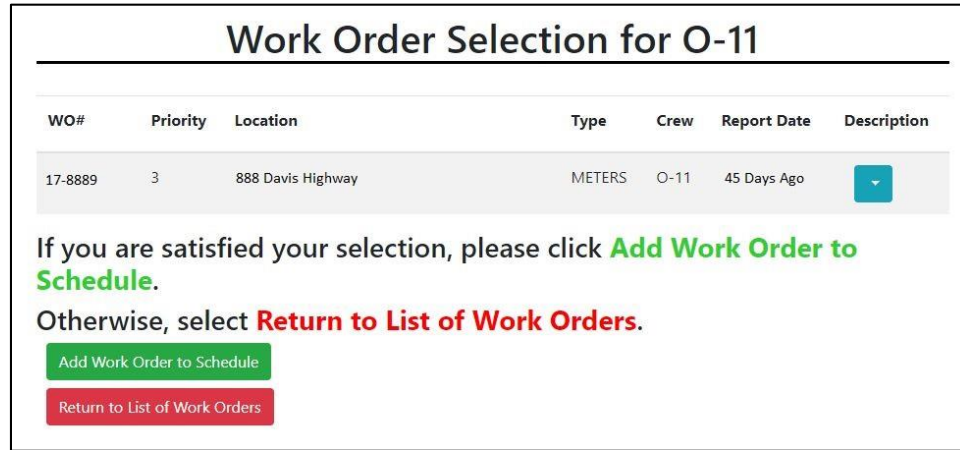 Work Order Selection for O-11
WO# Priority Location Type Crew Report Date Description
17-8889 3 888 Davis Highway METERS O-11 45 Days Ago
If you are satisfied your selection, please click Add Work Order to
Schedule.
Otherwise, select Return to List of Work Orders.
Add Work Order to Schedule
Return to List of Work Orders